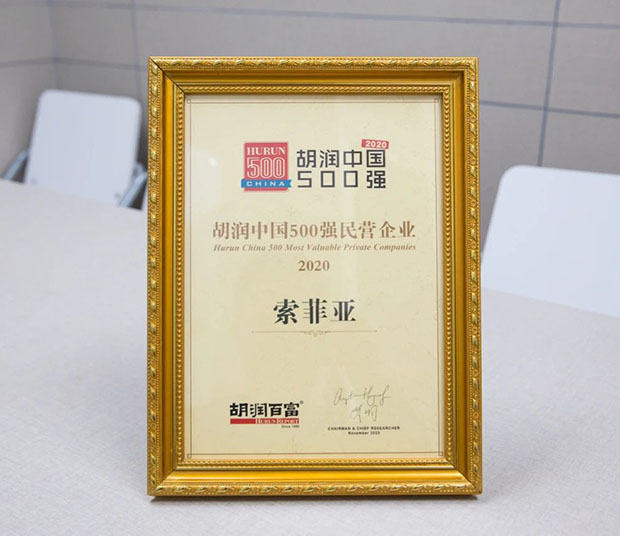 HURUN
500
CHINA
胡润中国
2020
500强
胡润中国500强民营企业
Hurun China 500 Most Valuable Private Companies
2020
索菲亚
胡润百富
HURUN REPORT
Since 1999
CHAIRMAN & CHIEF RESEARCHER
November 2020